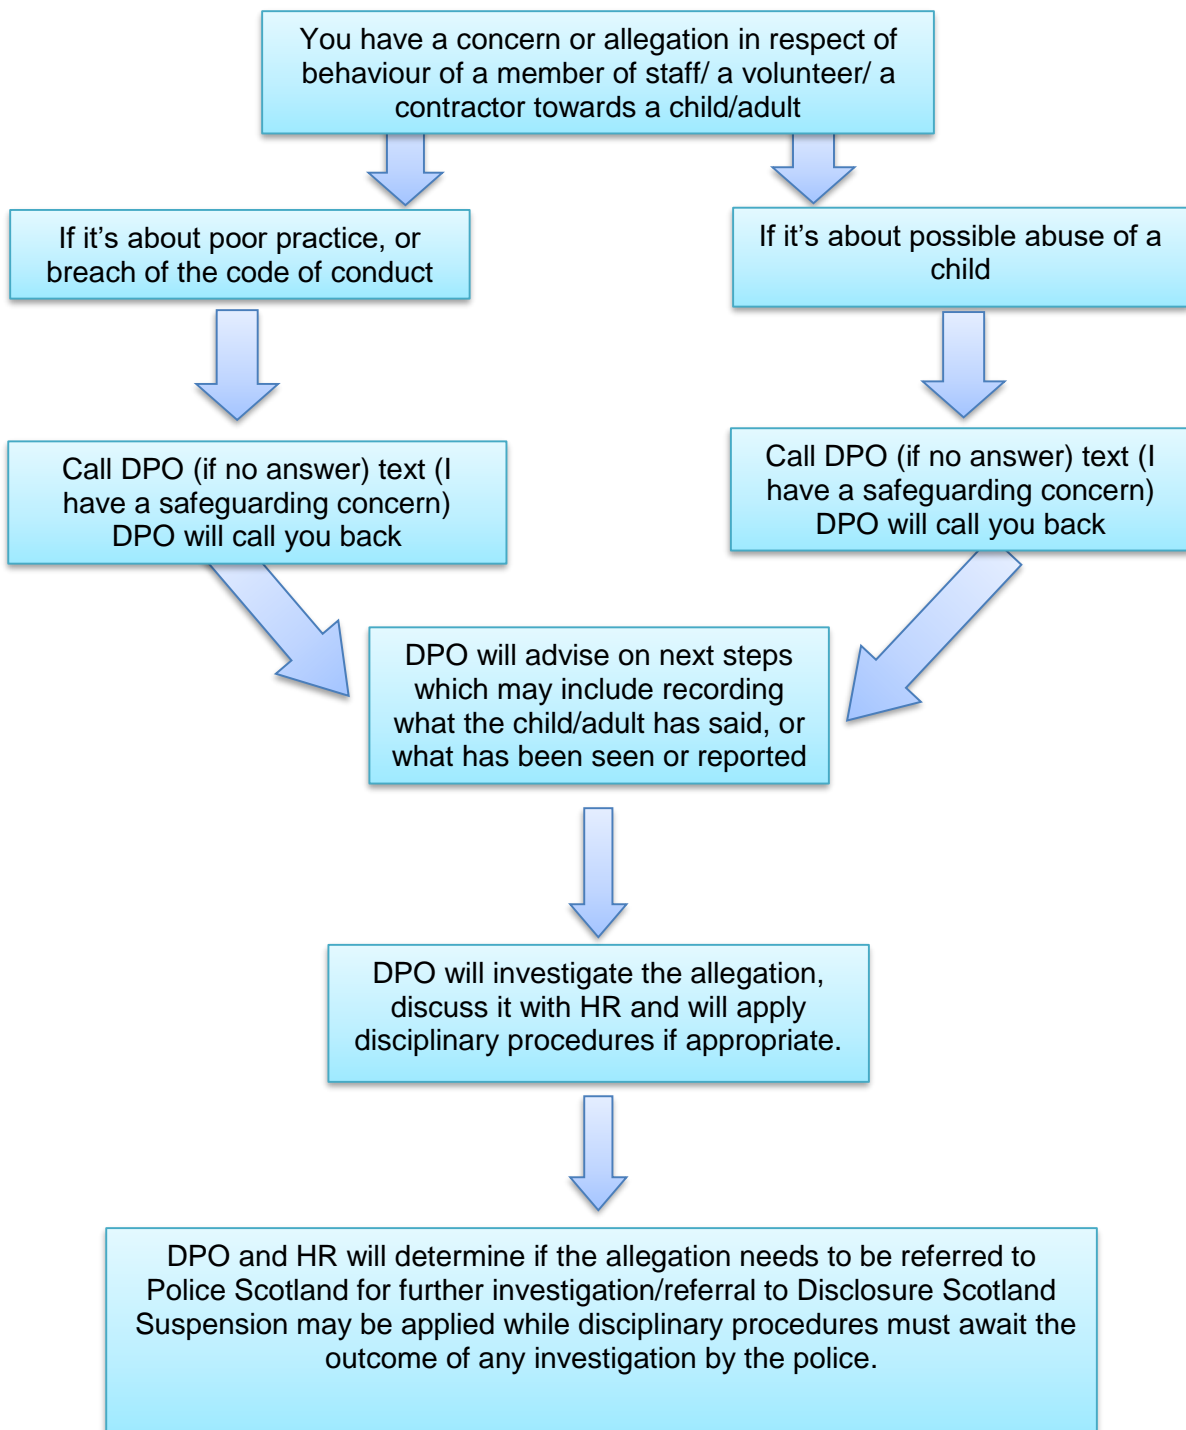 You have a concern or allegation in respect of
behaviour of a member of staff/ a volunteer/ a
contractor towards a child/adult
If it’s about poor practice, or
breach of the code of conduct
If it’s about possible abuse of a
child
Call DPO (if no answer) text (I
have a safeguarding concern)
DPO will call you back
Call DPO (if no answer) text (I
have a safeguarding concern)
DPO will call you back
DPO will advise on next steps
which may include recording
what the child/adult has said, or
what has been seen or reported
DPO will investigate the allegation,
discuss it with HR and will apply
disciplinary procedures if appropriate.
DPO and HR will determine if the allegation needs to be referred to
Police Scotland for further investigation/referral to Disclosure Scotland
Suspension may be applied while disciplinary procedures must await the
outcome of any investigation by the police.